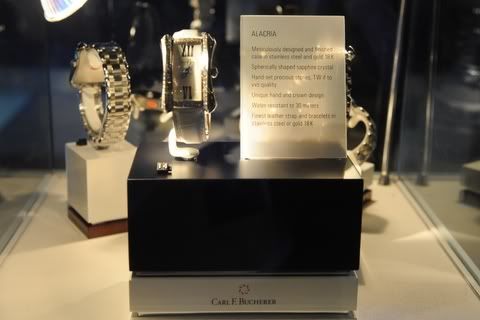 ALACRIA
Meticulously designed and finished
case in stainless steel and gold 18K
Spherically shaped sapphire crystal
Hand-set precious stones, TW if to
vvs quality
Unique hand and crown design
Water-resistant to 30 meters
Finest leather strap and bracelets in
stainless steel or gold 18K
VII
VI
CARL F. BUCHERER